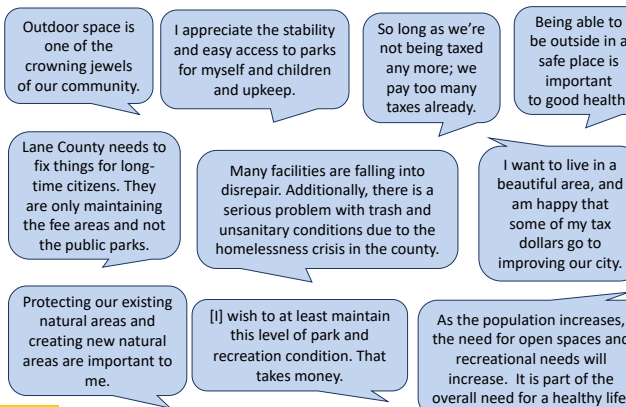 Outdoor space is
one of the
crowning jewels
of our community.
I appreciate the stability
and easy access to parks
for myself and children
and upkeep.
So long as we're
not being taxed
any more; we
pay too many
taxes already.
Being able to
be outside in a
safe place is
important
to good health
Lane County needs to
fix things for long-
time citizens. They
are only maintaining
the fee areas and not
the public parks.
Many facilities are falling into
disrepair. Additionally, there is a
serious problem with trash and
unsanitary conditions due to the
homelessness crisis in the county.
I want to live in a
beautiful area, and
am happy that
some of my tax
dollars go to
improving our city.
Protecting our existing
natural areas and
creating new natural
areas are important to
me.
[I] wish to at least maintain
this level of park and
recreation condition. That
takes money.
As the population increases,
the need for open spaces and
recreational needs will
increase. It is part of the
overall need for a healthy life